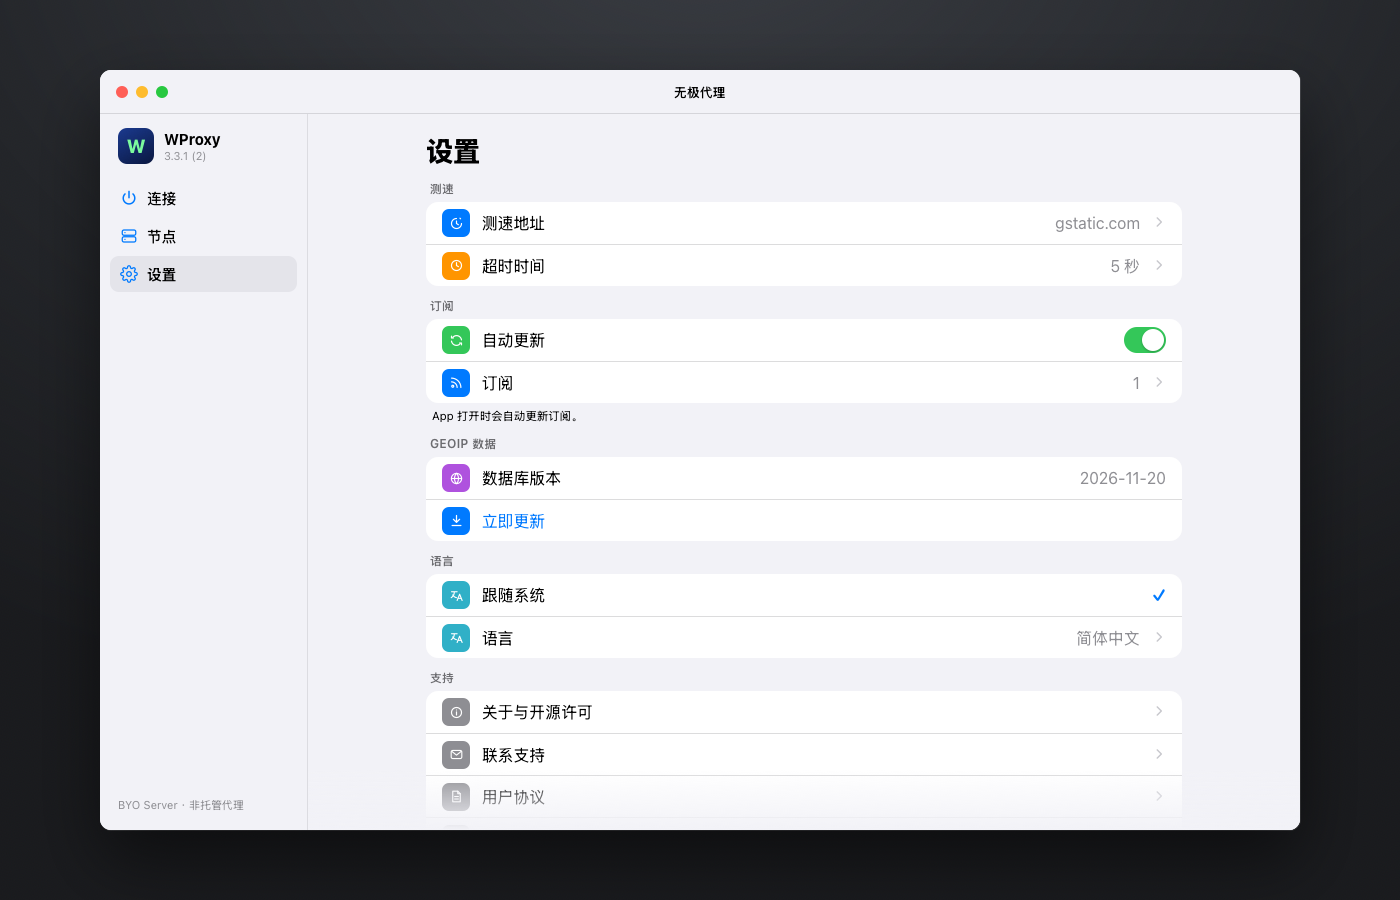 无极代理
W
WProxy
3.3.1 (2)
连接
节点
设置
BYO Server · 非托管代理
设置
测速
测速地址 gstatic.com
超时时间 5 秒
订阅
自动更新
订阅 1
App 打开时会自动更新订阅。
GEOIP 数据
数据库版本 2026-11-20
立即更新
语言
跟随系统
语言 简体中文
支持
关于与开源许可
联系支持
用户协议